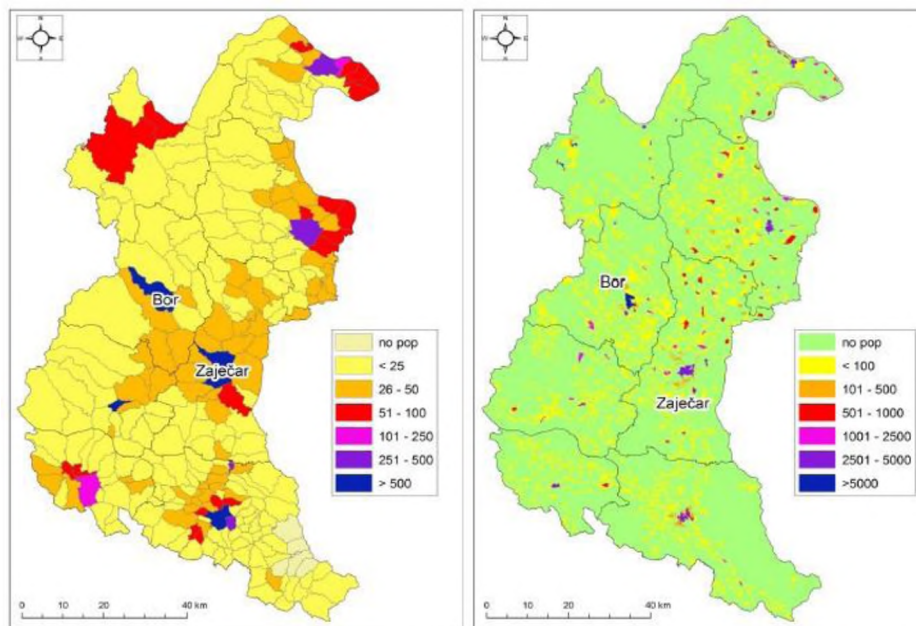 N
W E
S
Bor
Zaječar
no pop
< 25
26 - 50
51 - 100
101 - 250
251 - 500
> 500
0 10 20 40 km
N
W E
S
Bor
Zaječar
no pop
< 100
101 - 500
501 - 1000
1001 - 2500
2501 - 5000
>5000
0 10 20 40 km